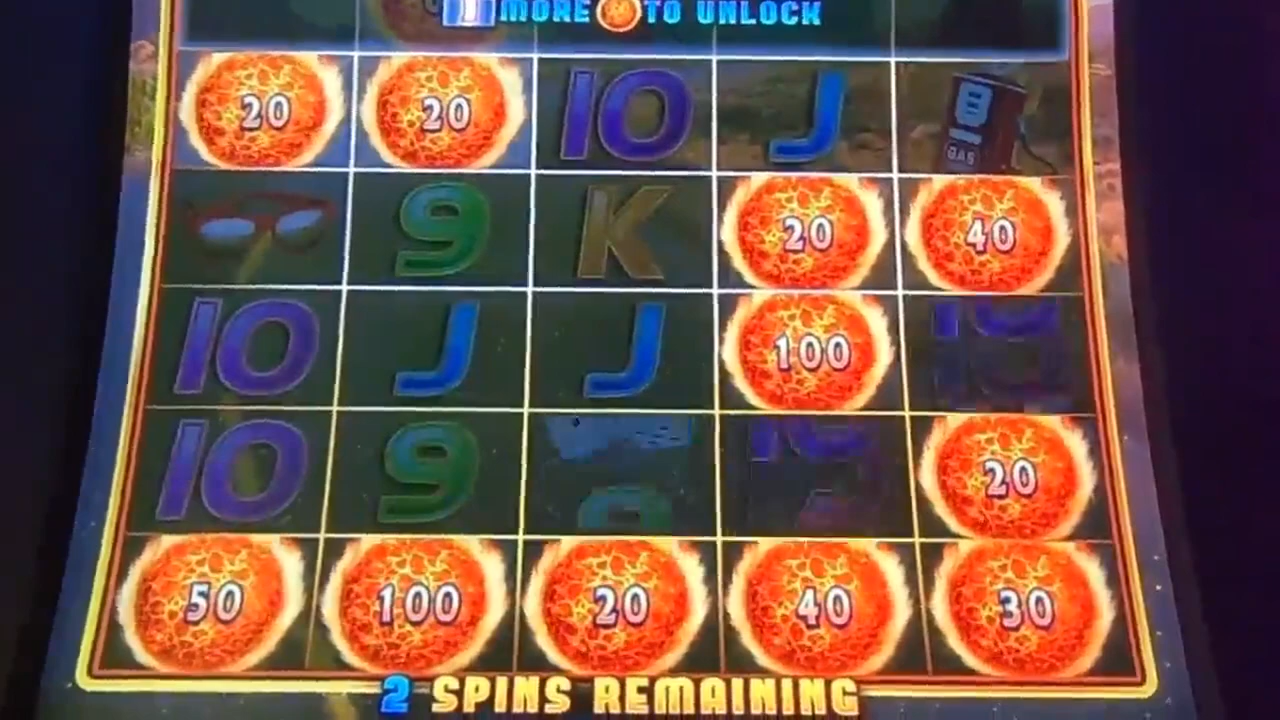 1 MORE TO UNLOCK
20 20 10 J GAS
9 K 20 40
10 J J 100
10 9 20
50 100 20 40 30
2 SPINS REMAINING